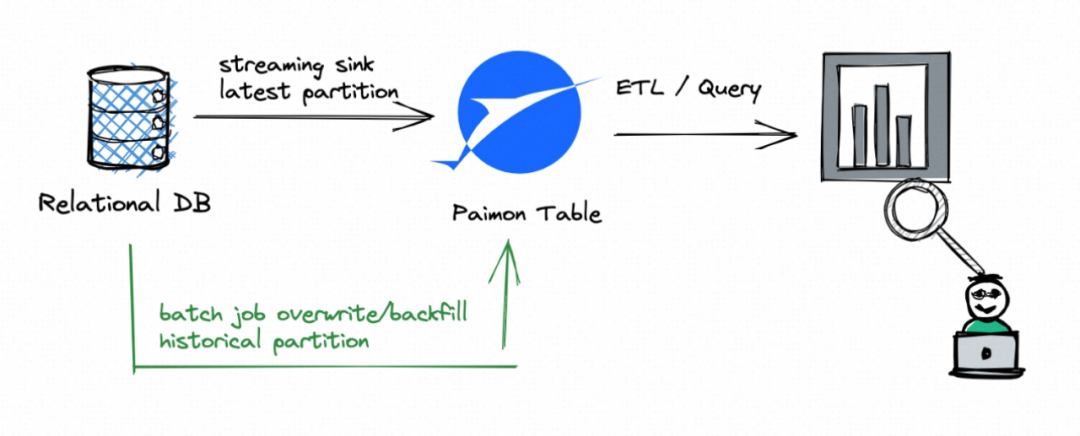 streaming sink
latest partition
ETL / Query
Relational DB
Paimon Table
batch job overwrite/backfill
historical partition